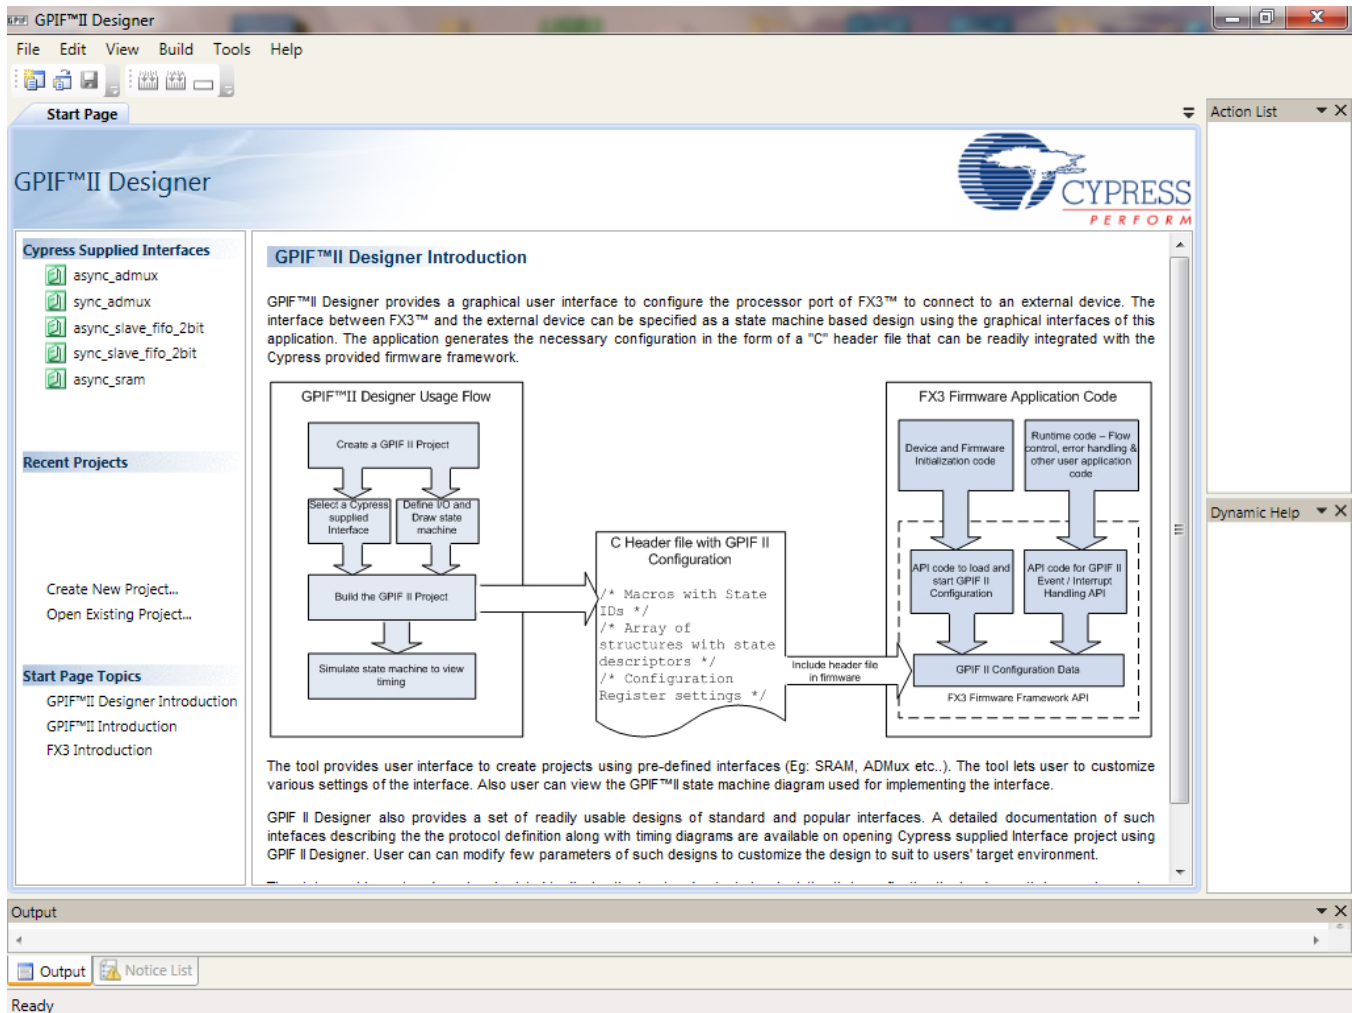 GPIF™II Designer
File Edit View Build Tools Help
Start Page
Action List
GPIF™II Designer
CYPRESS
PERFORM
Cypress Supplied Interfaces
async_admux
sync_admux
async_slave_fifo_2bit
sync_slave_fifo_2bit
async_sram
Recent Projects
Create New Project...
Open Existing Project...
Start Page Topics
GPIF™II Designer Introduction
GPIF™II Introduction
FX3 Introduction
GPIF™II Designer Introduction
GPIF™II Designer provides a graphical user interface to configure the processor port of FX3™ to connect to an external device. The
interface between FX3™ and the external device can be specified as a state machine based design using the graphical interfaces of this
application. The application generates the necessary configuration in the form of a "C" header file that can be readily integrated with the
Cypress provided firmware framework.
GPIF™II Designer Usage Flow
Create a GPIF II Project
Select a Cypress
supplied
Interface
Define I/O and
Draw state
machine
Build the GPIF II Project
Simulate state machine to view
timing
C Header file with GPIF II
Configuration
/* Macros with State
IDs */
/* Array of
structures with state
descriptors */
/* Configuration
Register settings */
Include header file
in firmware
FX3 Firmware Application Code
Device and Firmware
Initialization code
Runtime code – Flow
control, error handling &
other user application
code
API code to load and
start GPIF II
Configuration
API code for GPIF II
Event / Interrupt
Handling API
GPIF II Configuration Data
FX3 Firmware Framework API
The tool provides user interface to create projects using pre-defined interfaces (Eg: SRAM, ADMux etc..). The tool lets user to customize
various settings of the interface. Also user can view the GPIF™II state machine diagram used for implementing the interface.
GPIF II Designer also provides a set of readily usable designs of standard and popular interfaces. A detailed documentation of such
intefaces describing the the protocol definition along with timing diagrams are available on opening Cypress supplied Interface project using
GPIF II Designer. User can can modify few parameters of such designs to customize the design to suit to users' target environment.
Dynamic Help
Output
Output
Notice List
Ready